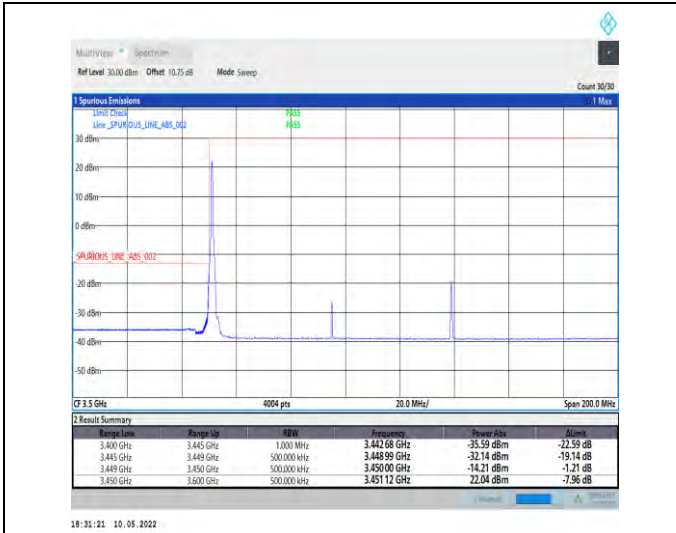 MultiView Spectrum
Ref Level 30.00 dBm Offset 10.75 dB Mode Sweep
Count 30/30
1 Spurious Emissions 1 Max
Limit Check PASS
Line _SPURIOUS_LINE_ABS_002 PASS
30 dBm
20 dBm
10 dBm
0 dBm
SPURIOUS_LINE_ABS_002
-20 dBm
-30 dBm
-40 dBm
-50 dBm
CF 3.5 GHz 4004 pts 20.0 MHz/ Span 200.0 MHz
2 Result Summary
Range Low Range Up RBW Frequency Power Abs ΔLimit
3.400 GHz 3.445 GHz 1.000 MHz 3.442 68 GHz -35.59 dBm -22.59 dB
3.445 GHz 3.449 GHz 500.000 kHz 3.448 99 GHz -32.14 dBm -19.14 dB
3.449 GHz 3.450 GHz 500.000 kHz 3.450 00 GHz -14.21 dBm -1.21 dB
3.450 GHz 3.600 GHz 500.000 kHz 3.451 12 GHz 22.04 dBm -7.96 dB
18:31:21 10.05.2022